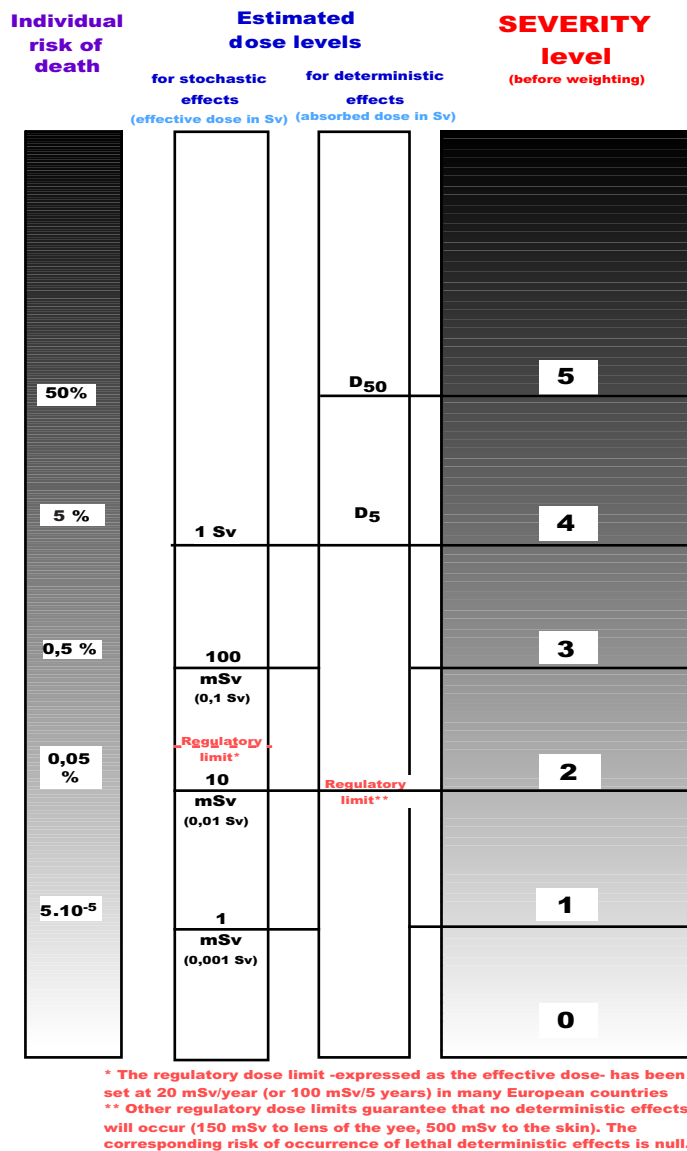 Individual
risk of
death
Estimated
dose levels
for stochastic
effects
(effective dose in Sv)
for deterministic
effects
(absorbed dose in Sv)
SEVERITY
level
(before weighting)
50%
D50
5
5 %
1 Sv
D5
4
0,5 %
100
mSv
(0,1 Sv)
3
Regulatory
limit*
0,05
%
10
mSv
(0,01 Sv)
Regulatory
limit**
2
5.10-5
1
mSv
(0,001 Sv)
1
0
* The regulatory dose limit -expressed as the effective dose- has been
set at 20 mSv/year (or 100 mSv/5 years) in many European countries
** Other regulatory dose limits guarantee that no deterministic effects
will occur (150 mSv to lens of the yee, 500 mSv to the skin). The
corresponding risk of occurrence of lethal deterministic effects is null.